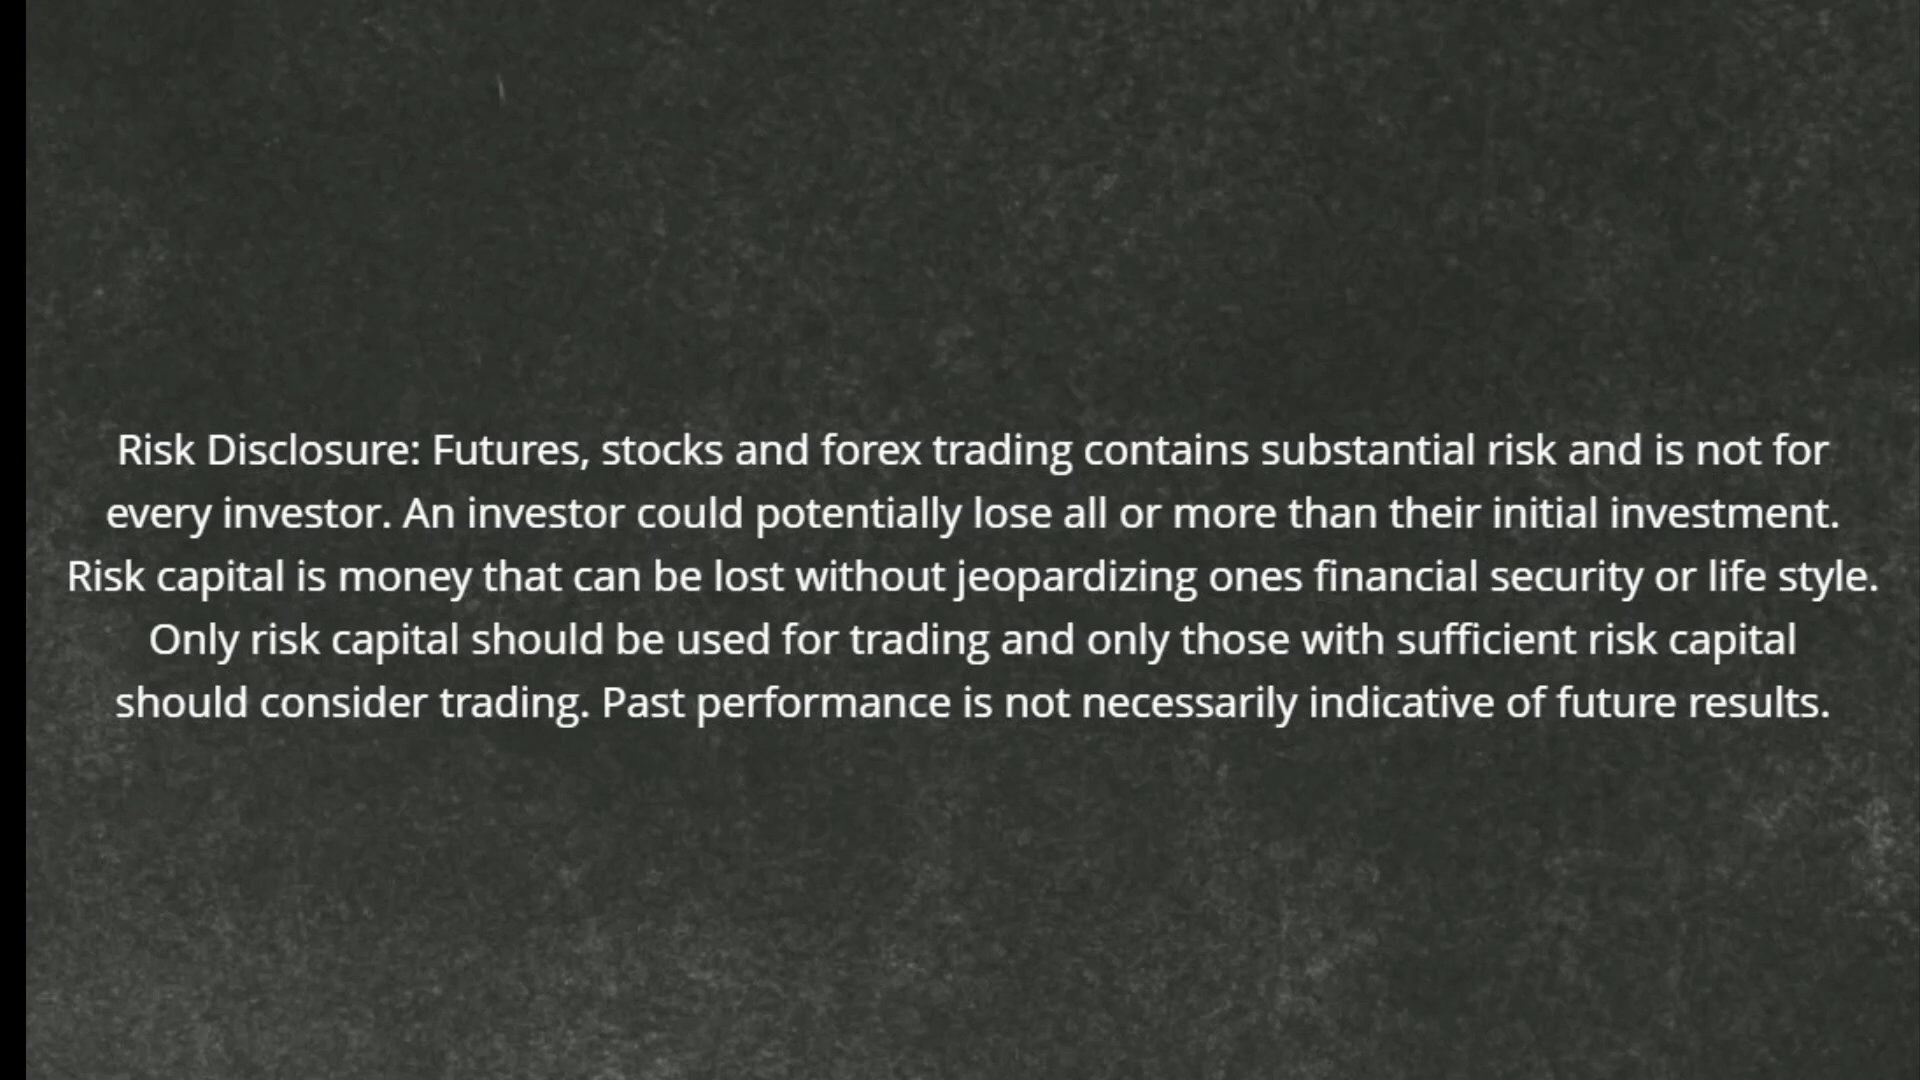 Risk Disclosure: Futures, stocks and forex trading contains substantial risk and is not for
every investor. An investor could potentially lose all or more than their initial investment.
Risk capital is money that can be lost without jeopardizing ones financial security or life style.
Only risk capital should be used for trading and only those with sufficient risk capital
should consider trading. Past performance is not necessarily indicative of future results.